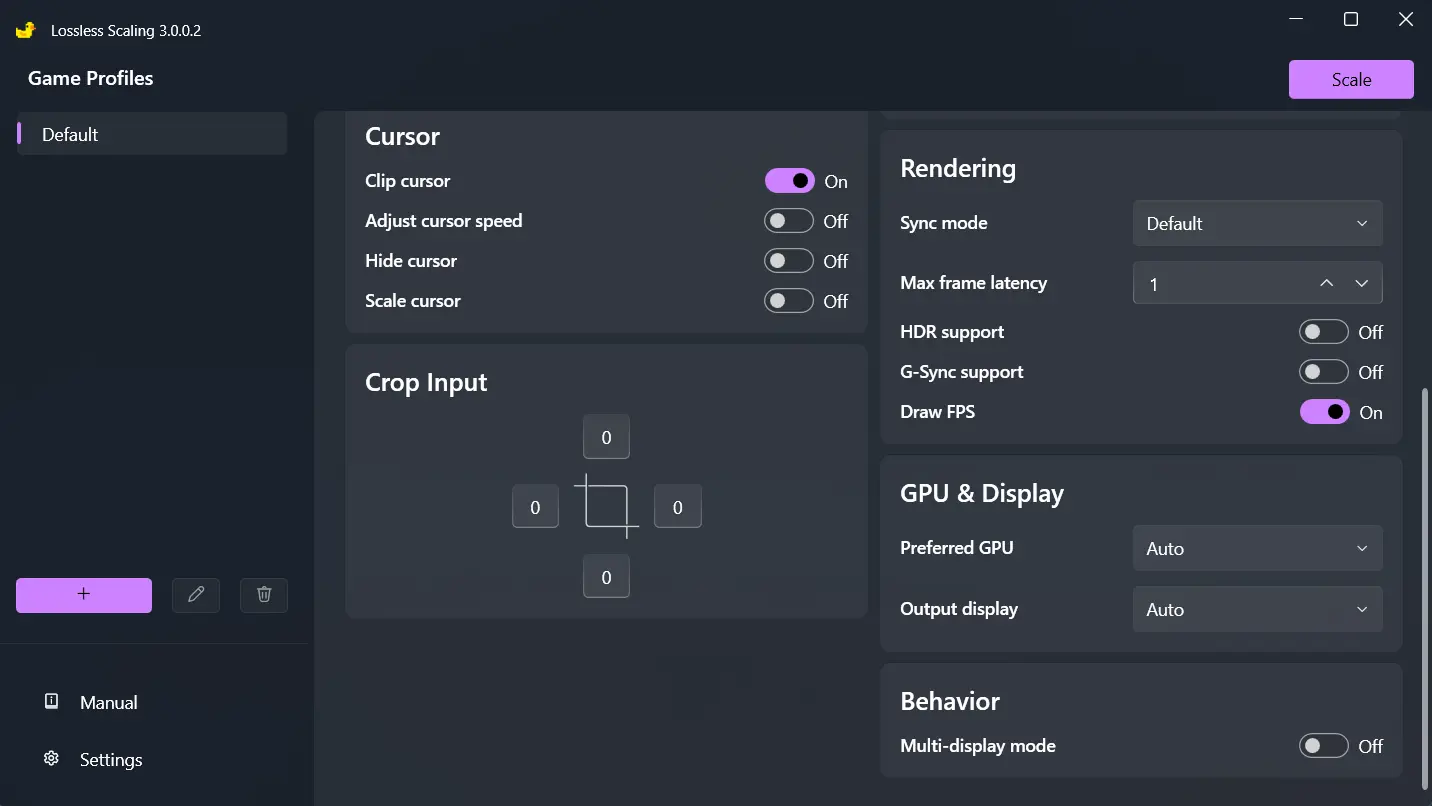 Lossless Scaling 3.0.0.2
Game Profiles
Scale
Default
+
Manual
Settings
Cursor
Clip cursor On
Adjust cursor speed Off
Hide cursor Off
Scale cursor Off
Crop Input
0
0 0
0
Rendering
Sync mode Default
Max frame latency 1
HDR support Off
G-Sync support Off
Draw FPS On
GPU & Display
Preferred GPU Auto
Output display Auto
Behavior
Multi-display mode Off